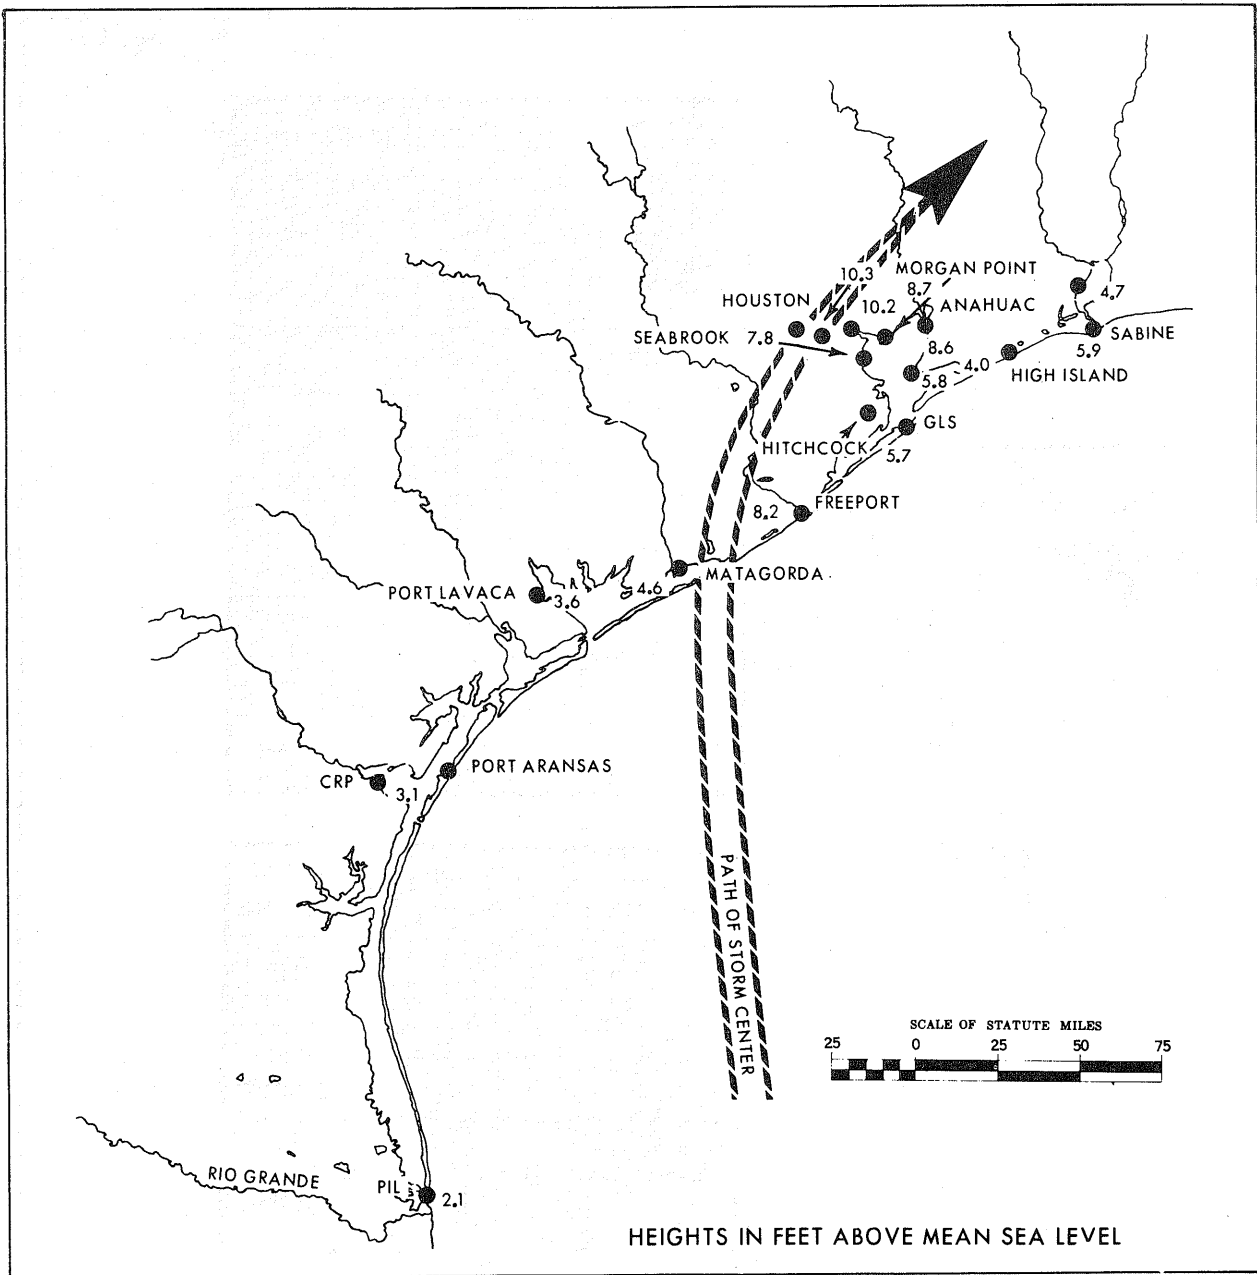 10.3
MORGAN POINT
8.7
4.7
HOUSTON
10.2
ANAHUAC
SEABROOK 7.8
SABINE
8.6
5.9
4.0
HIGH ISLAND
5.8
GLS
HITCHCOCK
5.7
FREEPORT
8.2
MATAGORDA
4.6
PORT LAVACA
3.6
PORT ARANSAS
CRP
3.1
PATH OF STORM CENTER
SCALE OF STATUTE MILES
25 0 25 50 75
RIO GRANDE
PIL
2.1
HEIGHTS IN FEET ABOVE MEAN SEA LEVEL